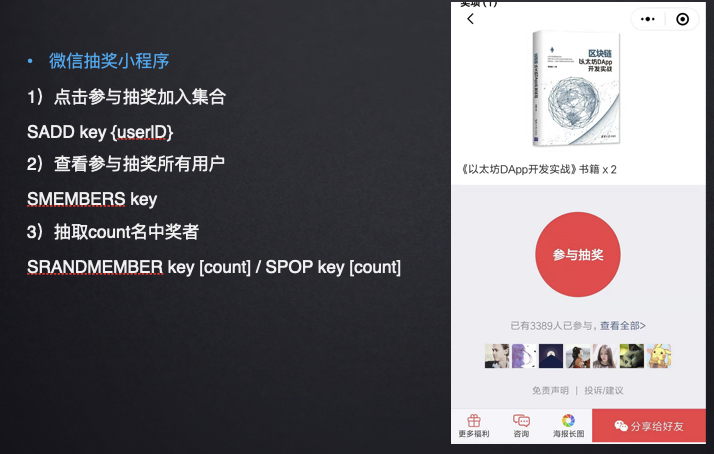 • 微信抽奖小程序
1）点击参与抽奖加入集合
SADD key {userID}
2）查看参与抽奖所有用户
SMEMBERS key
3）抽取count名中奖者
SRANDMEMBER key [count] / SPOP key [count]
奖项 (1)
区块链
以太坊DApp
开发实战
《以太坊DApp开发实战》书籍 x 2
参与抽奖
已有3389人已参与，查看全部>
免责声明 | 投诉/建议
更多福利
咨询
海报长图
分享给好友